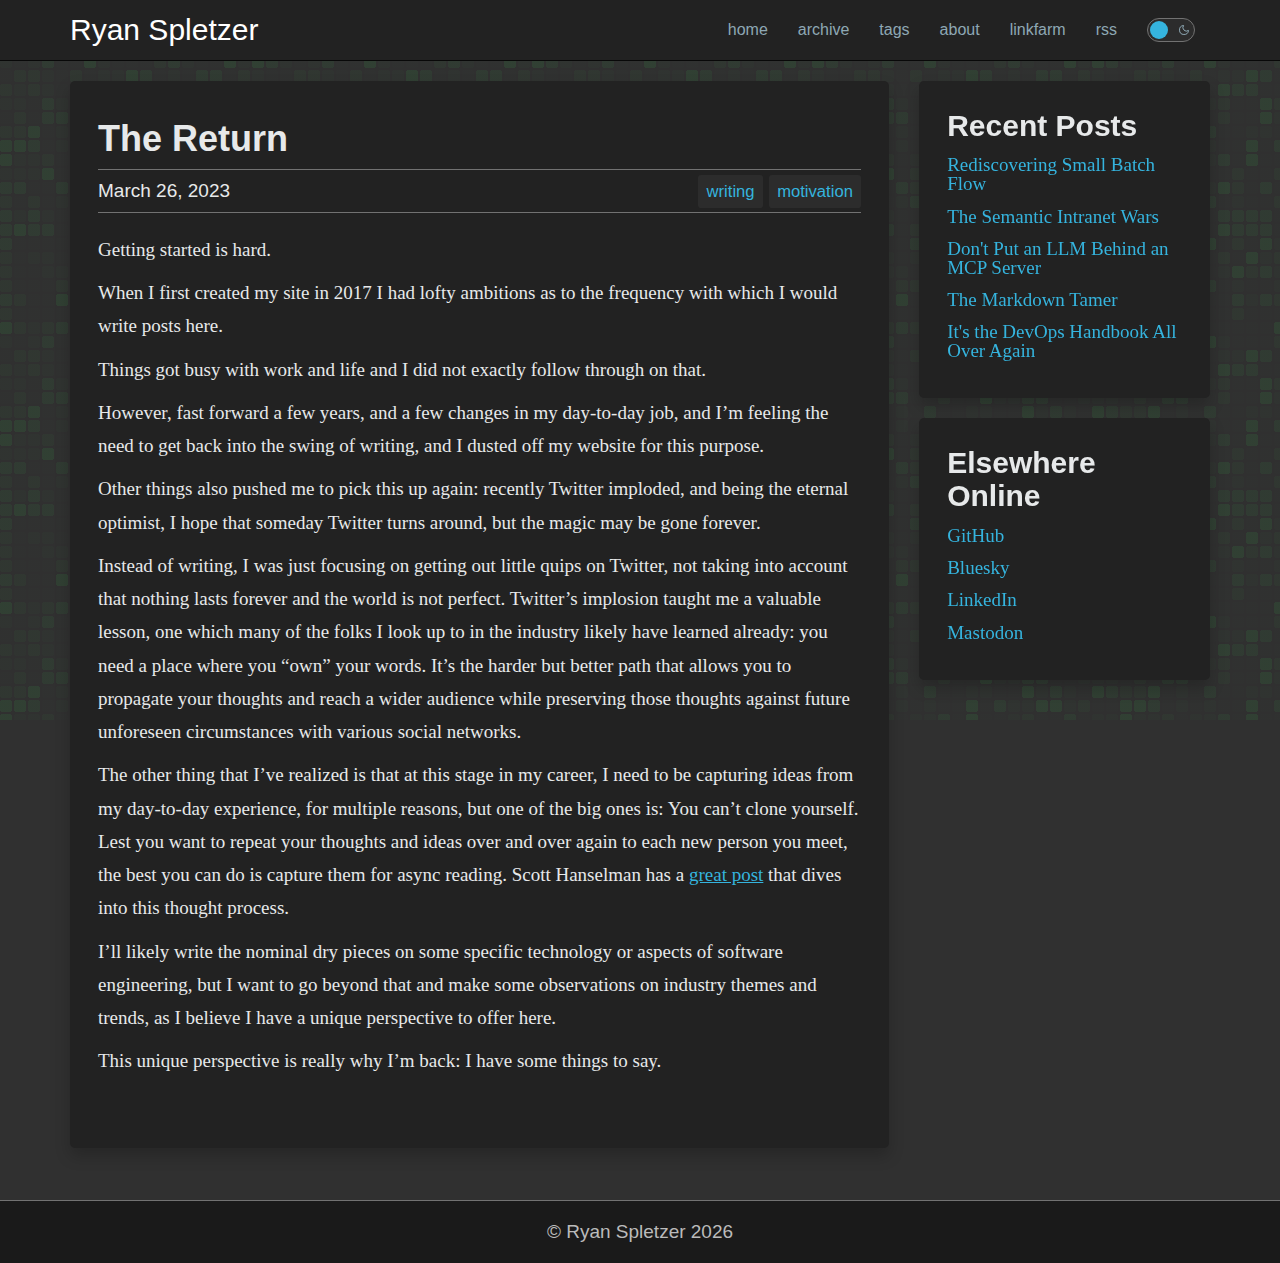 Ryan Spletzer
home archive tags about linkfarm rss
The Return
March 26, 2023
writing motivation
Getting started is hard.
When I first created my site in 2017 I had lofty ambitions as to the frequency with which I would
write posts here.
Things got busy with work and life and I did not exactly follow through on that.
However, fast forward a few years, and a few changes in my day-to-day job, and I’m feeling the
need to get back into the swing of writing, and I dusted off my website for this purpose.
Other things also pushed me to pick this up again: recently Twitter imploded, and being the eternal
optimist, I hope that someday Twitter turns around, but the magic may be gone forever.
Instead of writing, I was just focusing on getting out little quips on Twitter, not taking into account
that nothing lasts forever and the world is not perfect. Twitter’s implosion taught me a valuable
lesson, one which many of the folks I look up to in the industry likely have learned already: you
need a place where you “own” your words. It’s the harder but better path that allows you to
propagate your thoughts and reach a wider audience while preserving those thoughts against future
unforeseen circumstances with various social networks.
The other thing that I’ve realized is that at this stage in my career, I need to be capturing ideas from
my day-to-day experience, for multiple reasons, but one of the big ones is: You can’t clone yourself.
Lest you want to repeat your thoughts and ideas over and over again to each new person you meet,
the best you can do is capture them for async reading. Scott Hanselman has a great post that dives
into this thought process.
I’ll likely write the nominal dry pieces on some specific technology or aspects of software
engineering, but I want to go beyond that and make some observations on industry themes and
trends, as I believe I have a unique perspective to offer here.
This unique perspective is really why I’m back: I have some things to say.
Recent Posts
Rediscovering Small Batch
Flow
The Semantic Intranet Wars
Don't Put an LLM Behind an
MCP Server
The Markdown Tamer
It's the DevOps Handbook All
Over Again
Elsewhere
Online
GitHub
Bluesky
LinkedIn
Mastodon
© Ryan Spletzer 2026